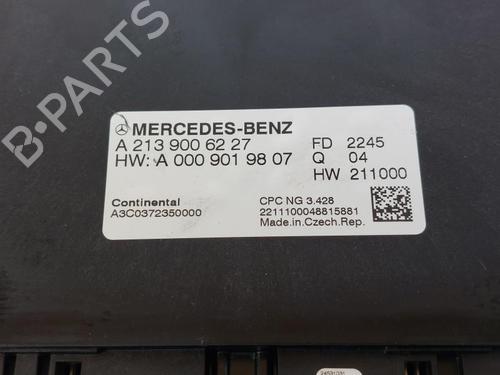 MERCEDES-BENZ
A 213 900 62 27
FD 2245
HW: A 000 901 98 07
Q 04
HW 211000
Continental
A3C0372350000
CPC NG 3.428
2211100048815881
Made.in.Czech.Rep.
B-PARTS